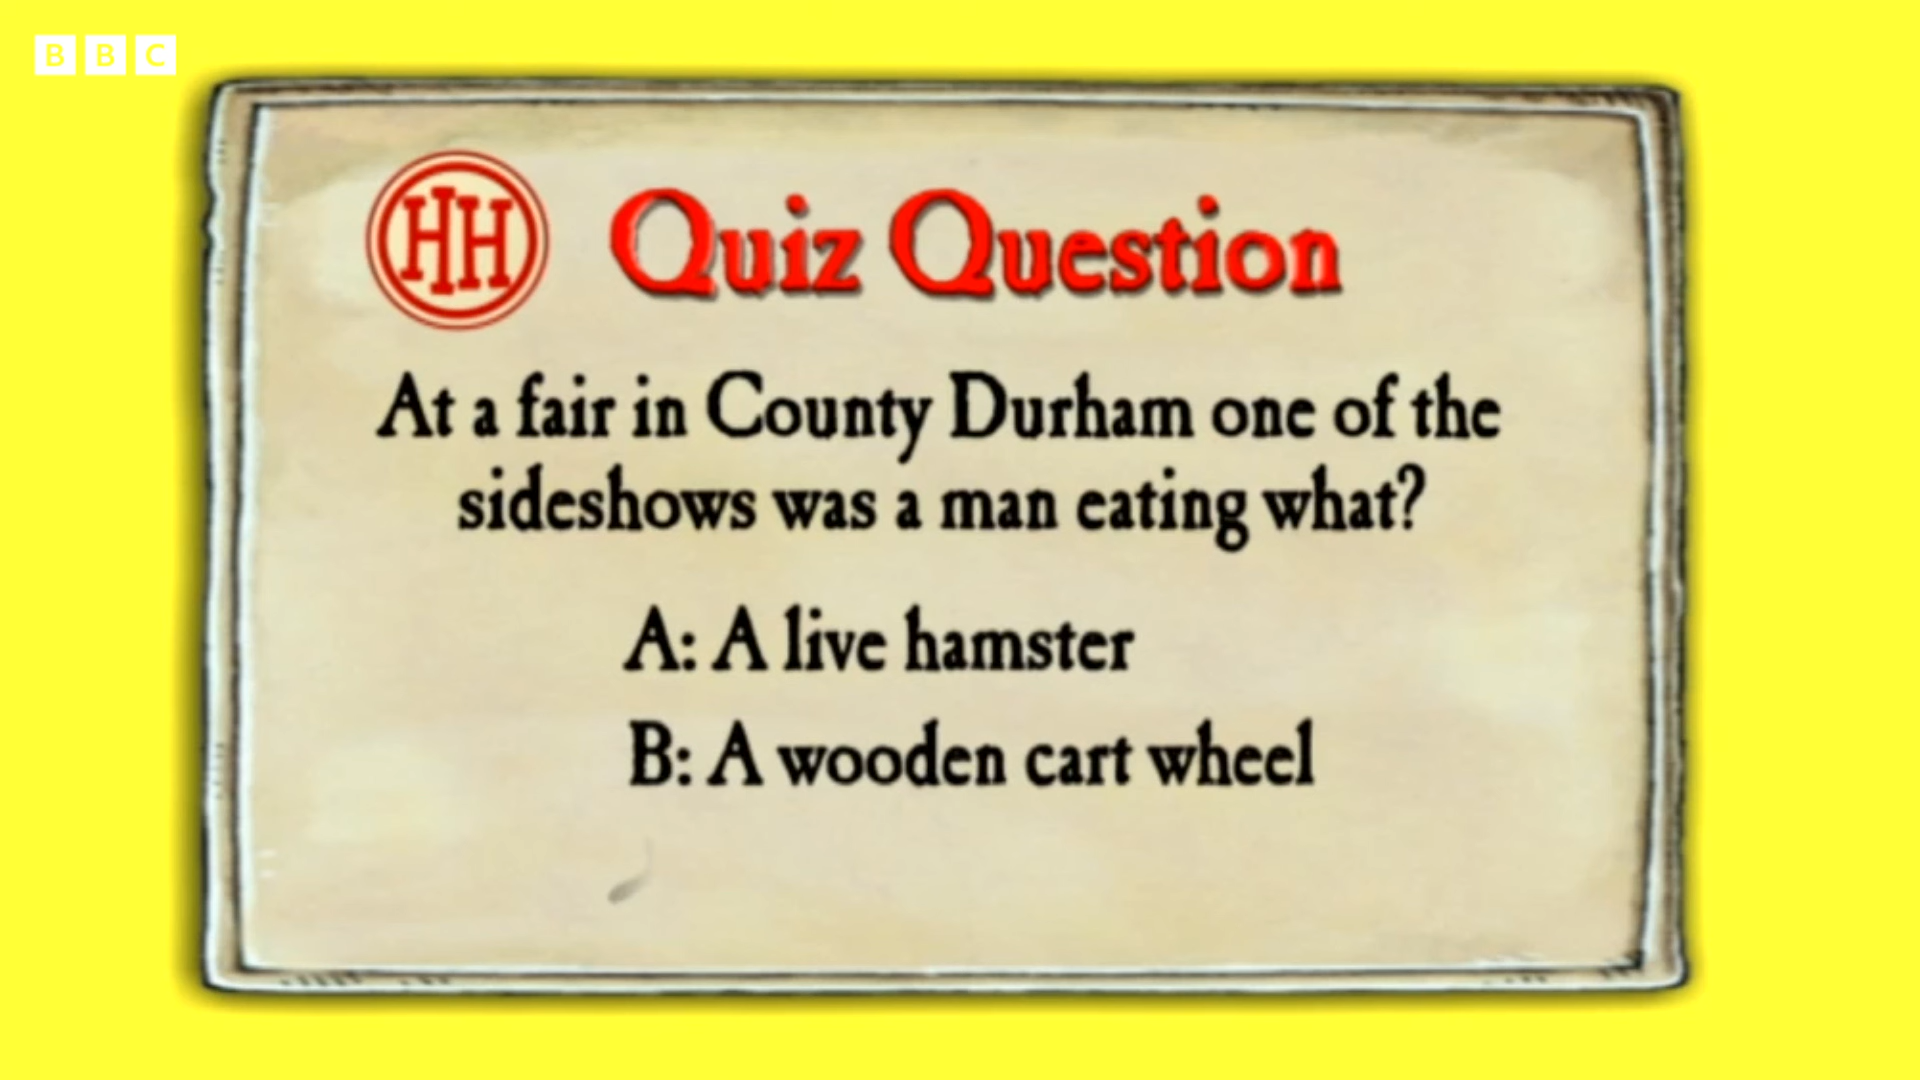 BBC
HH Quiz Question
At a fair in County Durham one of the
sideshows was a man eating what?
A: A live hamster
B: A wooden cart wheel